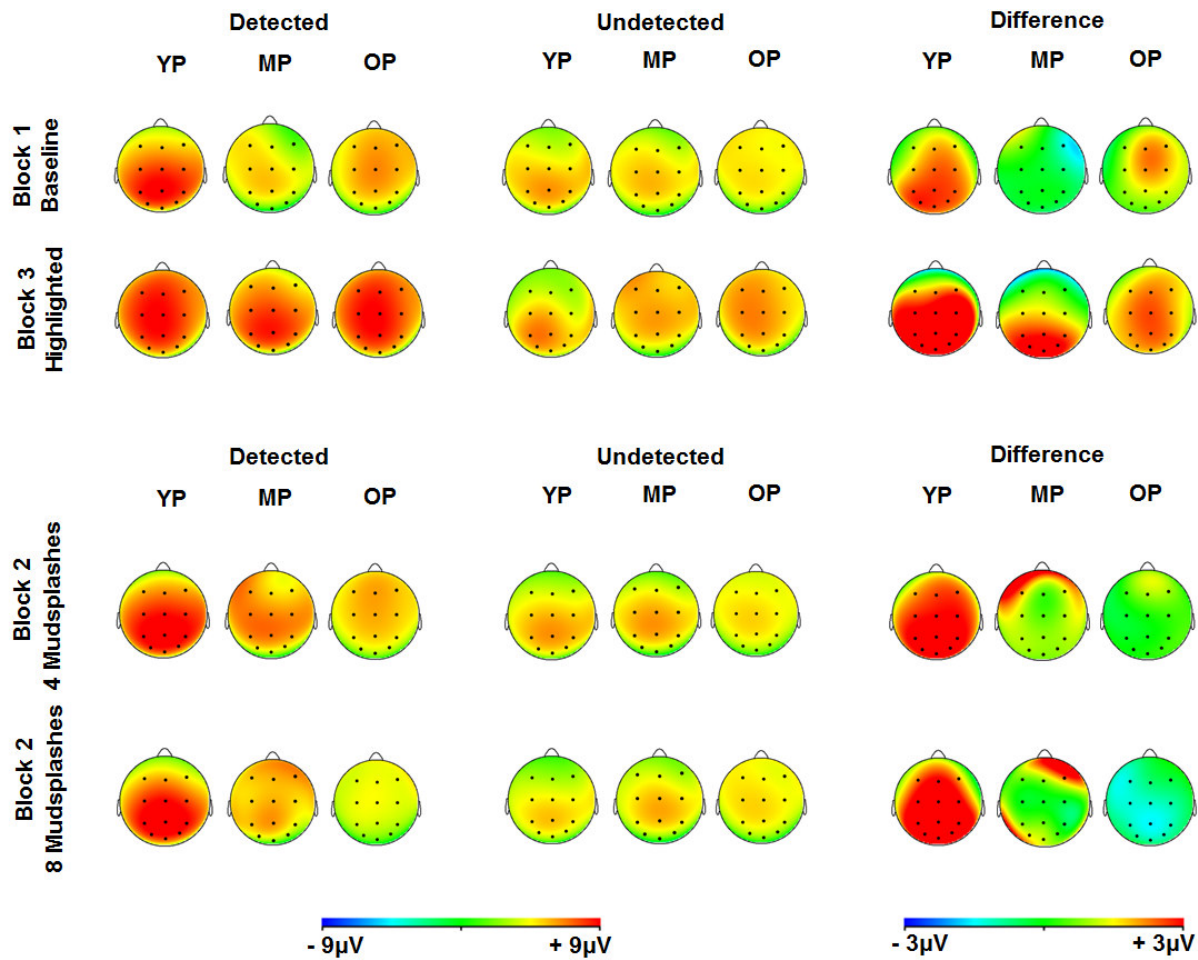 Detected Undetected Difference
YP MP OP YP MP OP YP MP OP
Block 1
Baseline
Block 3
Highlighted
Detected Undetected Difference
YP MP OP YP MP OP YP MP OP
Block 2
4 Mudsplashes
Block 2
8 Mudsplashes
- 9µV + 9µV - 3µV + 3µV